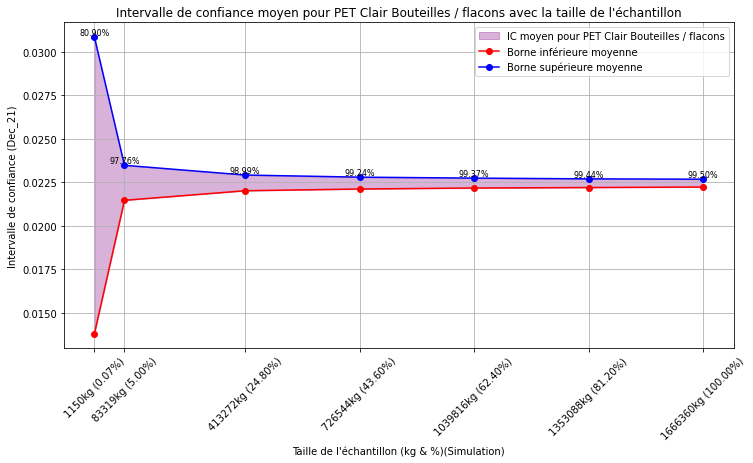 Intervalle de confiance moyen pour PET Clair Bouteilles / flacons avec la taille de l'échantillon
IC moyen pour PET Clair Bouteilles / flacons
Borne inférieure moyenne
Borne supérieure moyenne
Intervalle de confiance (Dec_21)
0.0300
0.0275
0.0250
0.0225
0.0200
0.0175
0.0150
80.90%
97.76%
98.99%
99.24%
99.37%
99.44%
99.50%
1150kg (0.07%)
83319kg (5.00%)
413272kg (24.80%)
726544kg (43.60%)
1039816kg (62.40%)
1353088kg (81.20%)
1666360kg (100.00%)
Taille de l'échantillon (kg & %)(Simulation)